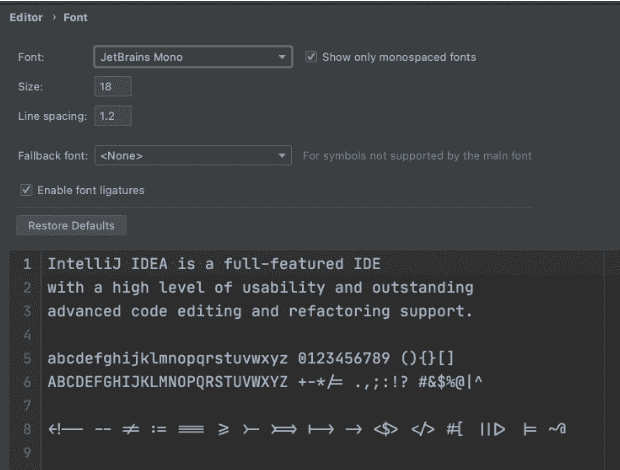 Editor › Font
Font: JetBrains Mono Show only monospaced fonts
Size: 18
Line spacing: 1.2
Fallback font: <None> For symbols not supported by the main font
Enable font ligatures
Restore Defaults
1 IntelliJ IDEA is a full-featured IDE
2 with a high level of usability and outstanding
3 advanced code editing and refactoring support.
4
5 abcdefghijklmnopqrstuvwxyz 0123456789 (){}[]
6 ABCDEFGHIJKLMNOPQRSTUVWXYZ +-*/= .,;:!? #&$%@|^
7
8 <!-- -- != := === >= >- >=> |-> -> <$> </> #[ ||> |= ~@
9